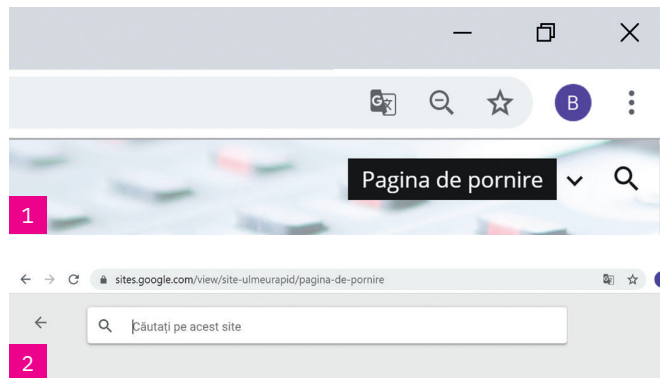 B
Pagina de pornire
1
sites.google.com/view/site-ulmeurapid/pagina-de-pornire
Căutați pe acest site
2